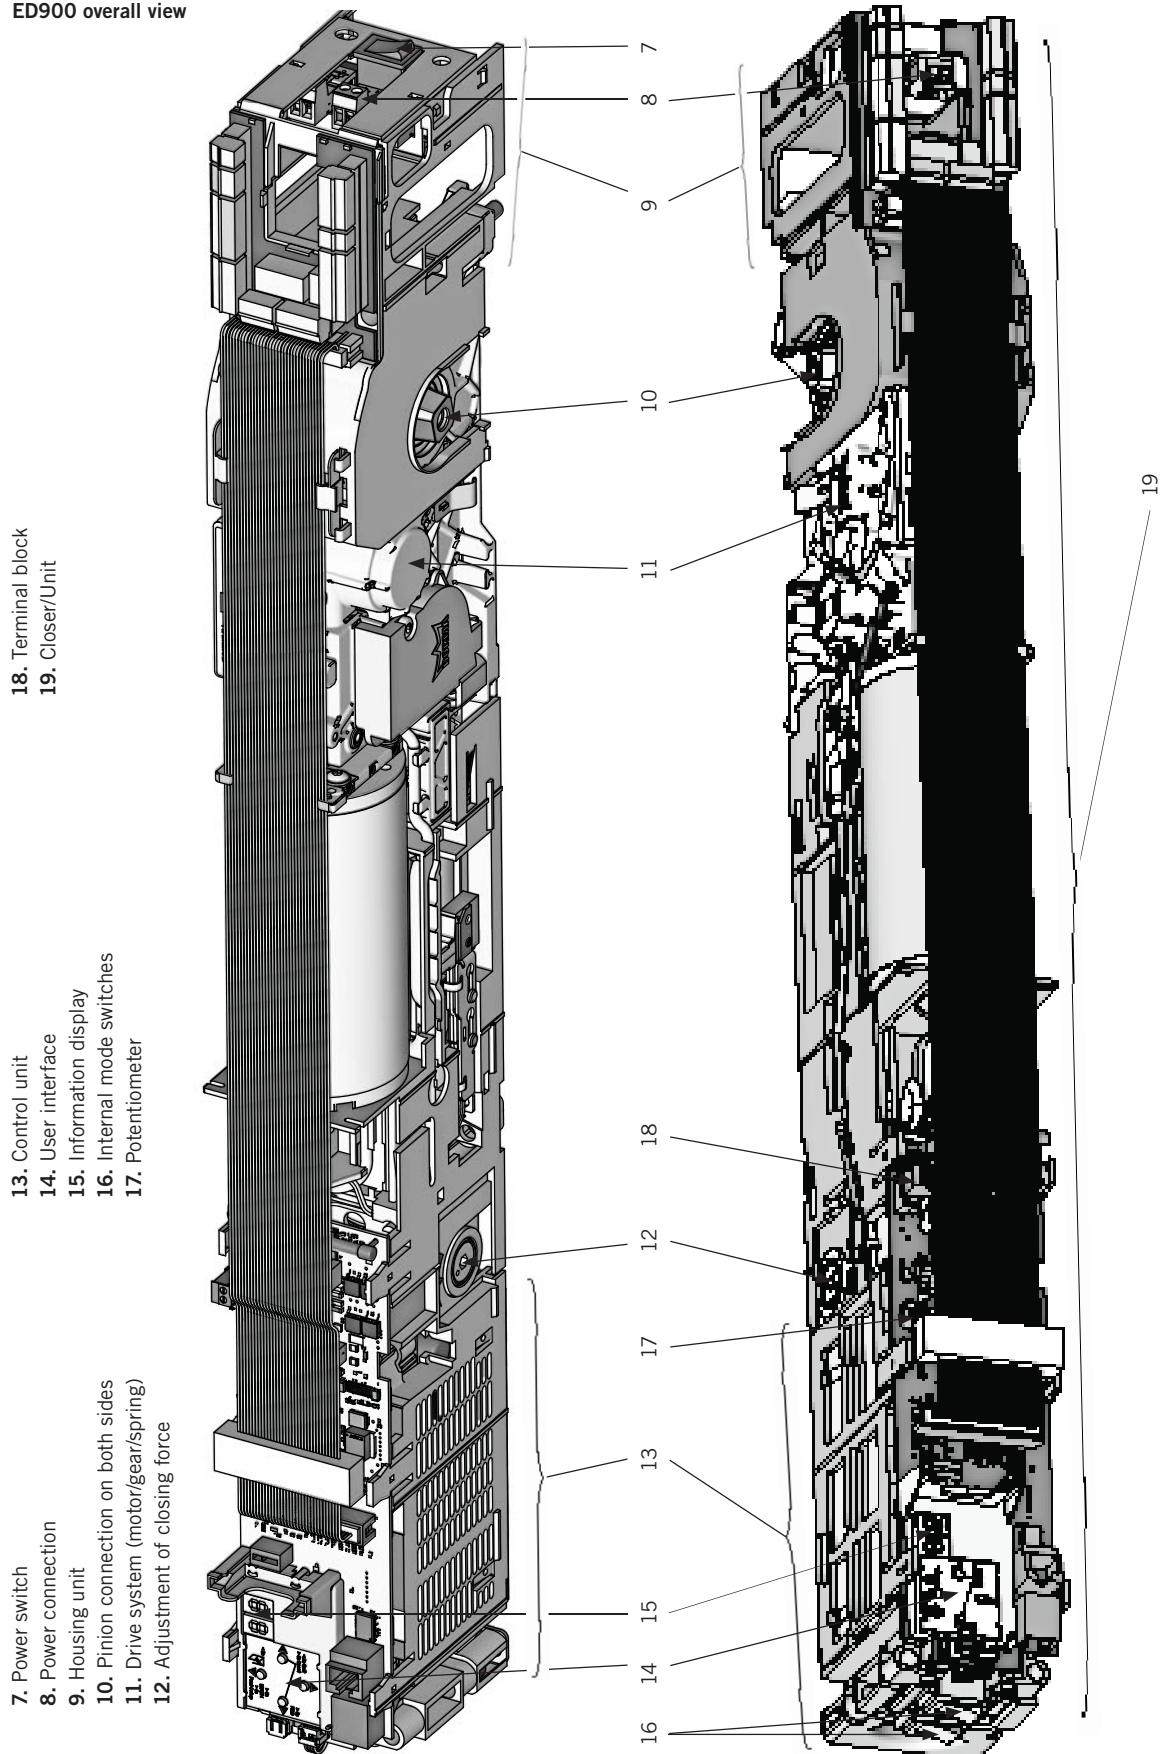 ED900 overall view
7. Power switch
8. Power connection
9. Housing unit
10. Pinion connection on both sides
11. Drive system (motor/gear/spring)
12. Adjustment of closing force
13. Control unit
14. User interface
15. Information display
16. Internal mode switches
17. Potentiometer
18. Terminal block
19. Closer/Unit
7
8
9
10
11
18
12
17
13
15
14
16
19